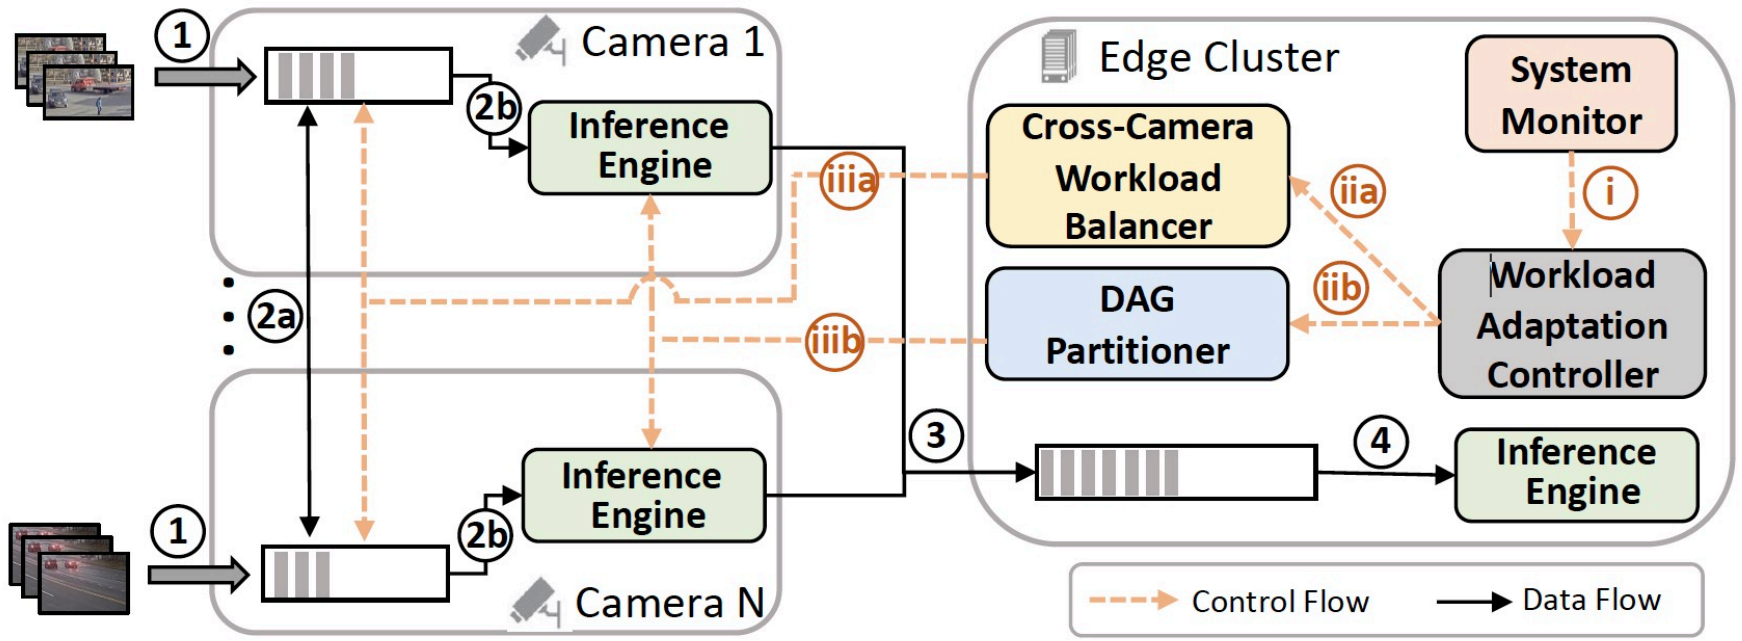 1
Camera 1
2b
Inference
Engine
2a
1
2b
Inference
Engine
Camera N
iiia
iiib
3
Edge Cluster
System
Monitor
Cross-Camera
Workload
Balancer
iia
i
iib
DAG
Partitioner
Workload
Adaptation
Controller
4
Inference
Engine
Control Flow
Data Flow